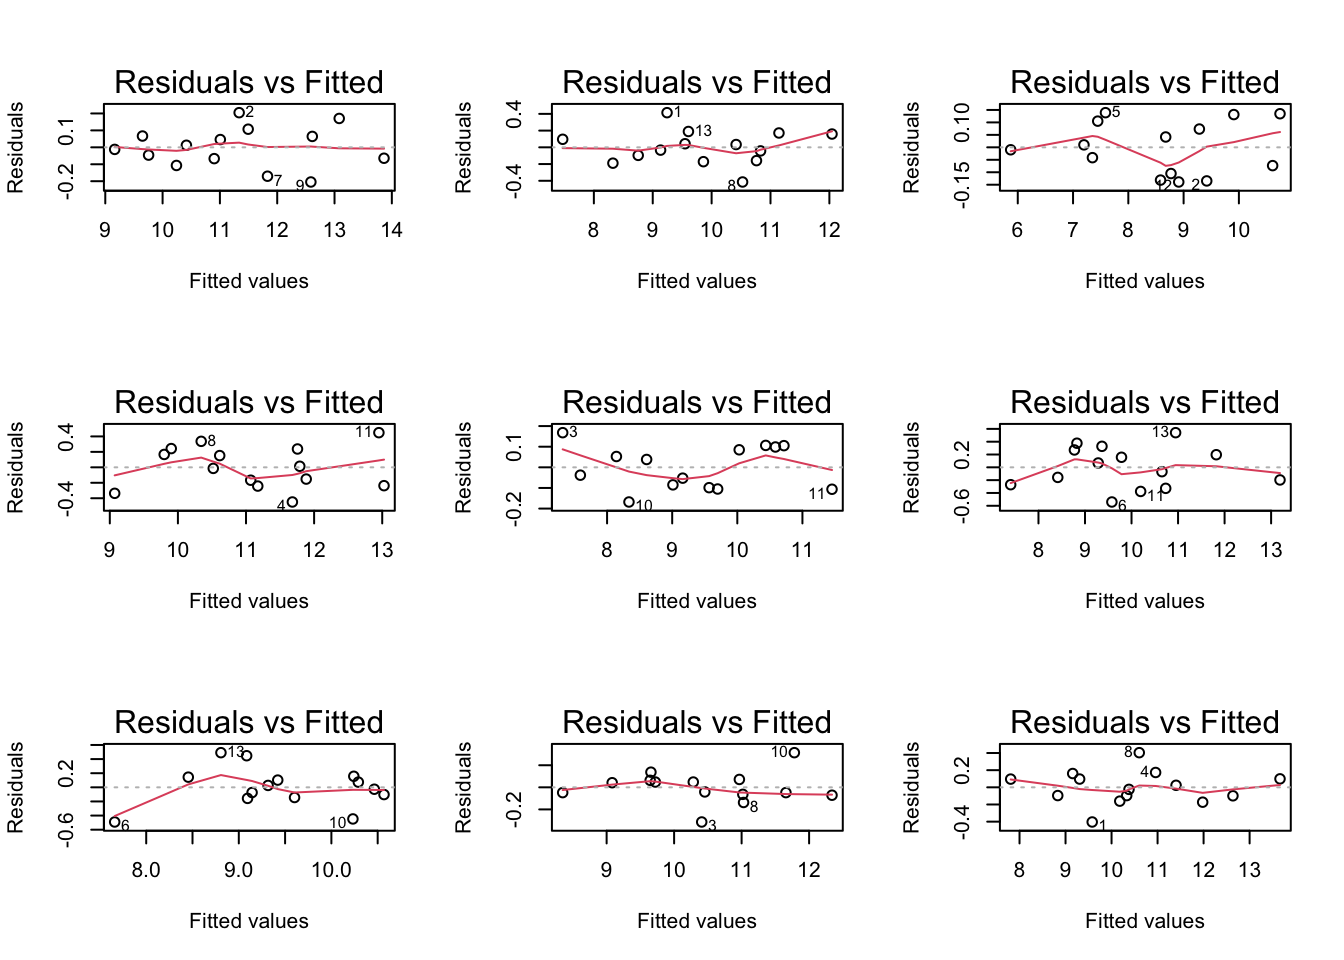 Residuals vs Fitted
Residuals
0.1
-0.2
2
7
9
9 10 11 12 13 14
Fitted values
Residuals vs Fitted
Residuals
0.4
-0.4
1
13
8
8 9 10 11 12
Fitted values
Residuals vs Fitted
Residuals
0.10
-0.15
5
12
2
6 7 8 9 10
Fitted values
Residuals vs Fitted
Residuals
0.4
-0.4
11
8
4
9 10 11 12 13
Fitted values
Residuals vs Fitted
Residuals
0.1
-0.2
3
10
11
8 9 10 11
Fitted values
Residuals vs Fitted
Residuals
0.2
-0.6
13
11
6
8 9 10 11 12 13
Fitted values
Residuals vs Fitted
Residuals
0.2
-0.6
13
6
10
8.0 9.0 10.0
Fitted values
Residuals vs Fitted
Residuals
-0.2
10
8
3
9 10 11 12
Fitted values
Residuals vs Fitted
Residuals
0.2
-0.4
8
4
1
8 9 10 11 12 13
Fitted values